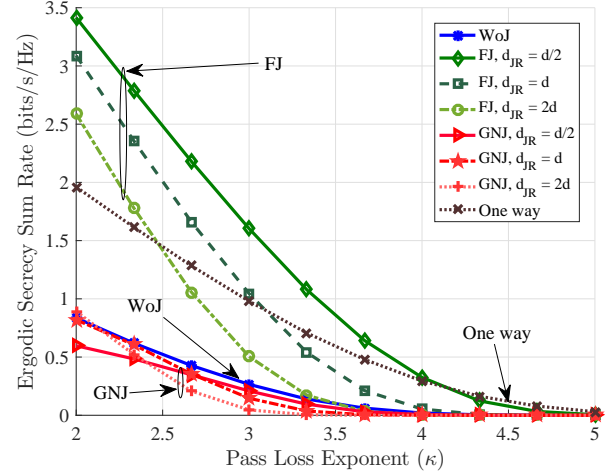 3.5
3
2.5
2
1.5
1
0.5
0
2
2.5
3
3.5
4
4.5
5
Ergodic Secrecy Sum Rate (bits/s/Hz)
Pass Loss Exponent (κ)
FJ
WoJ
GNJ
One way
WoJ
FJ, d_JR = d/2
FJ, d_JR = d
FJ, d_JR = 2d
GNJ, d_JR = d/2
GNJ, d_JR = d
GNJ, d_JR = 2d
One way